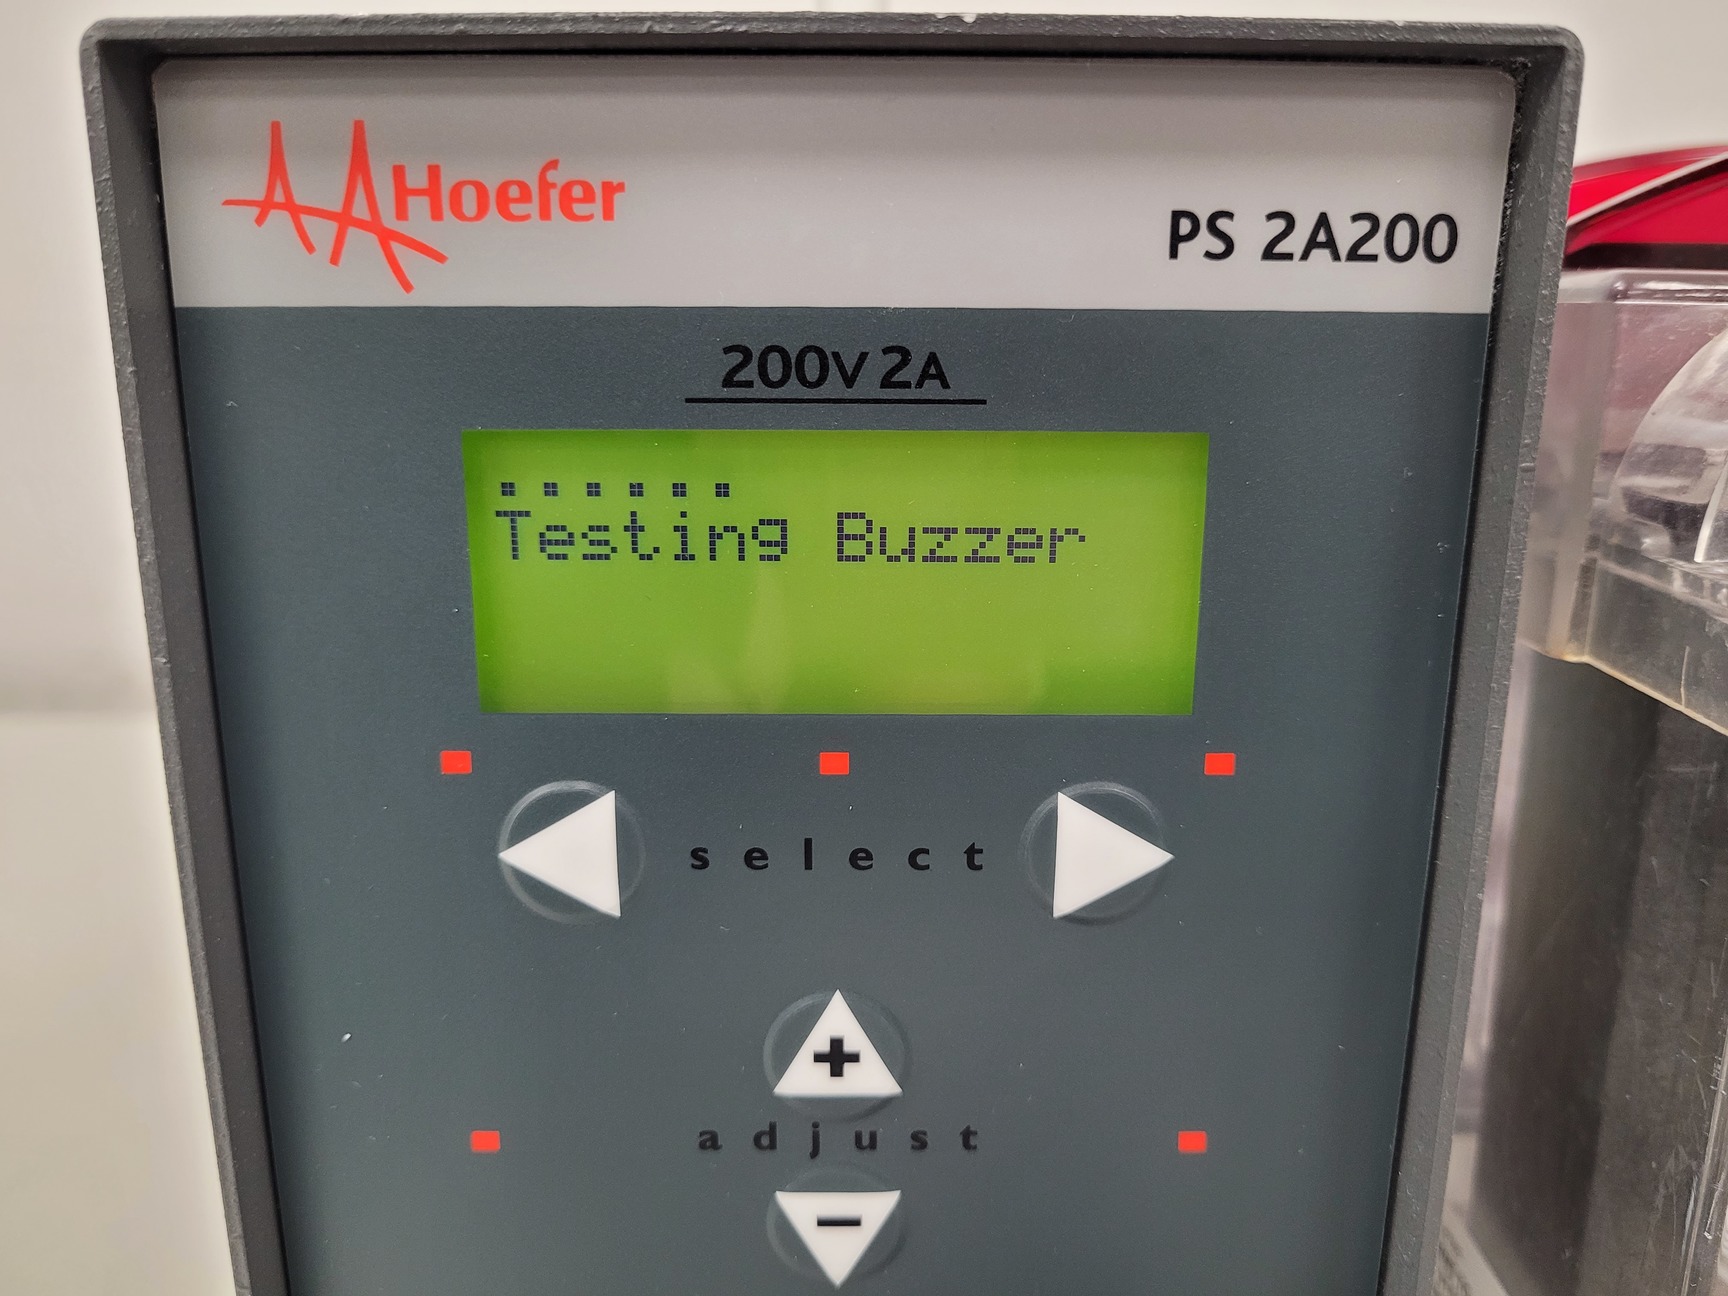 Hoefer
PS 2A200
200V 2A
......
Testing Buzzer
select
+
adjust
-